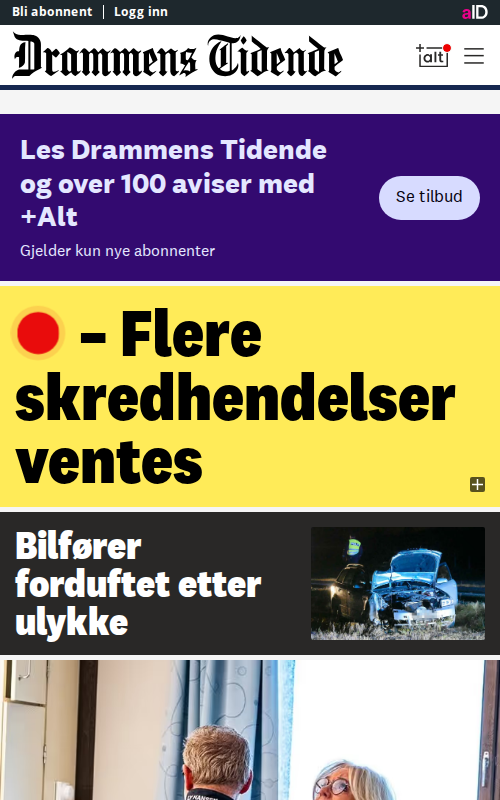 Bli abonnent Logg inn
aID
Drammens Tidende
+alt
Les Drammens Tidende
og over 100 aviser med
+Alt
Se tilbud
Gjelder kun nye abonnenter
– Flere
skredhendelser
ventes
Bilfører
forduftet etter
ulykke